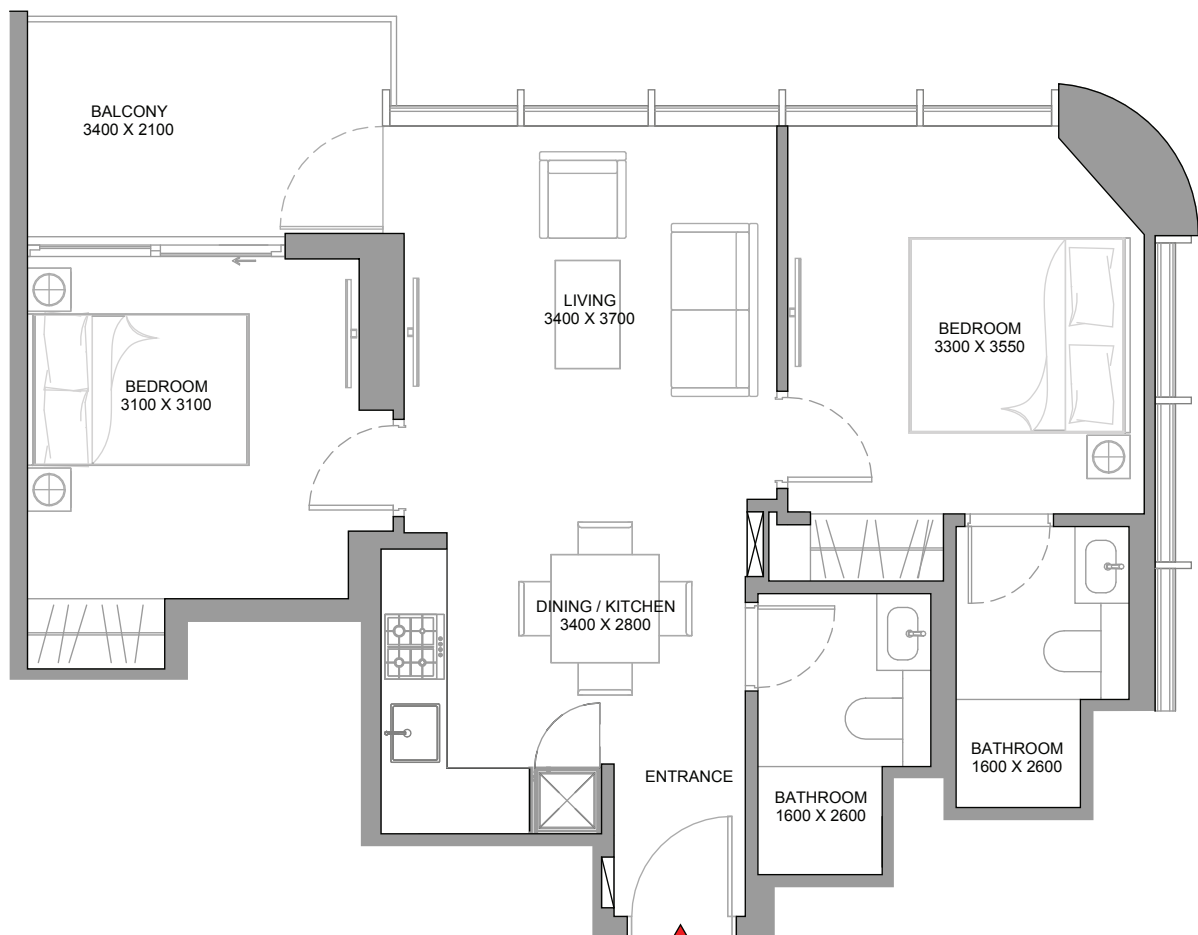 BALCONY
3400 X 2100
LIVING
3400 X 3700
BEDROOM
3300 X 3550
BEDROOM
3100 X 3100
DINING / KITCHEN
3400 X 2800
ENTRANCE
BATHROOM
1600 X 2600
BATHROOM
1600 X 2600